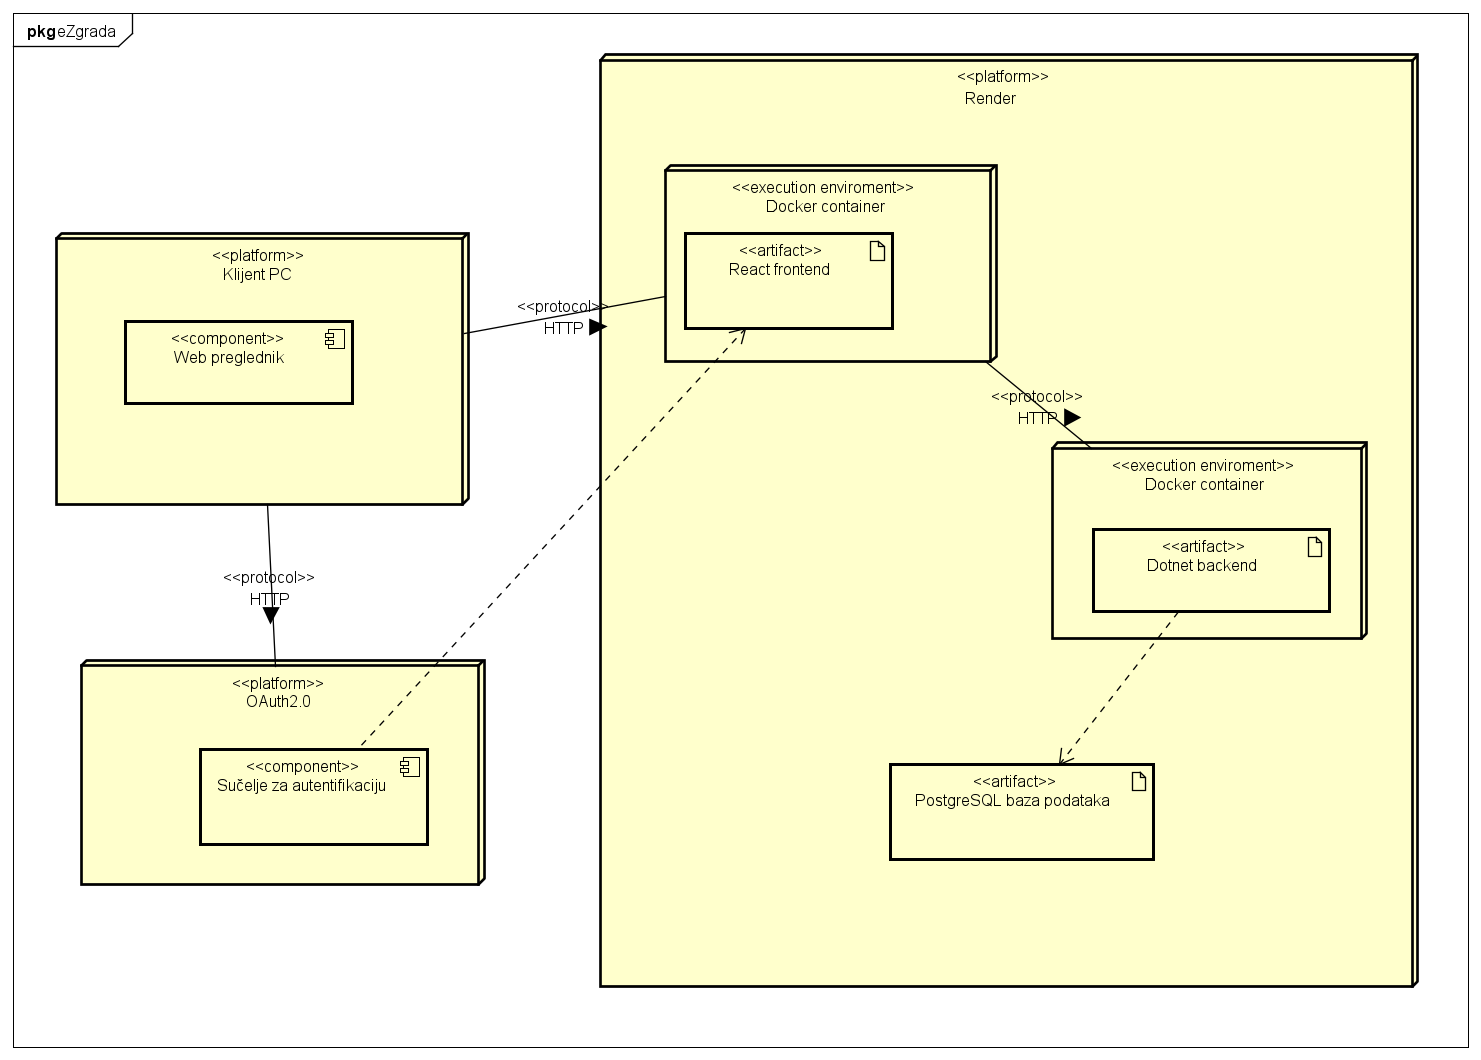 pkg eZgrada
<<platform>>
Render
<<execution enviroment>>
Docker container
<<artifact>>
React frontend
<<platform>>
Klijent PC
<<component>>
Web preglednik
<<protocol>>
HTTP
<<protocol>>
HTTP
<<execution enviroment>>
Docker container
<<artifact>>
Dotnet backend
<<protocol>>
HTTP
<<platform>>
OAuth2.0
<<component>>
Sučelje za autentifikaciju
<<artifact>>
PostgreSQL baza podataka